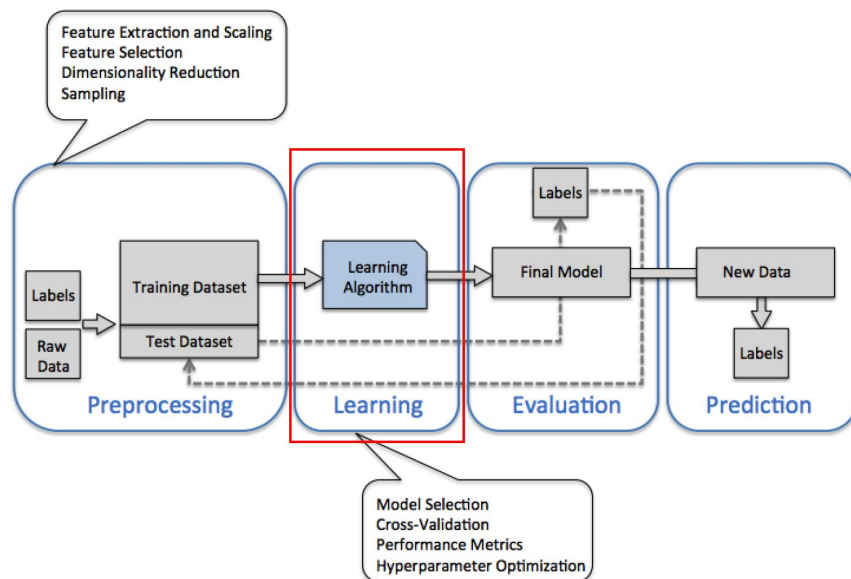 Feature Extraction and Scaling
Feature Selection
Dimensionality Reduction
Sampling
Labels
Raw
Data
Training Dataset
Test Dataset
Preprocessing
Learning
Algorithm
Learning
Labels
Final Model
Evaluation
New Data
Labels
Prediction
Model Selection
Cross-Validation
Performance Metrics
Hyperparameter Optimization